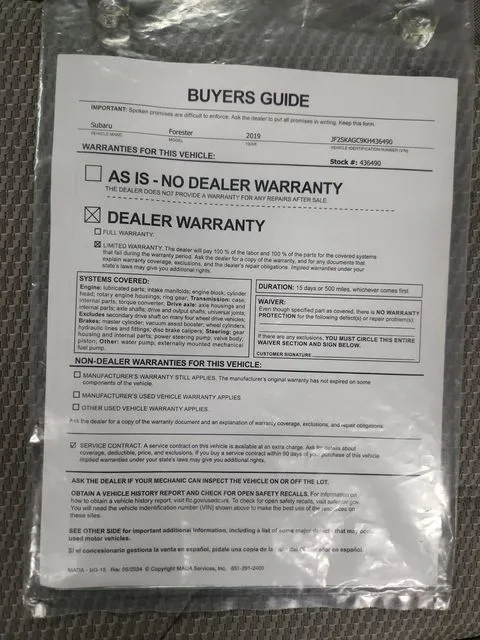 BUYERS GUIDE
IMPORTANT: Spoken promises are difficult to enforce. Ask the dealer to put all promises in writing. Keep this form.
Subaru Forester 2019 JF2SKAGC9KH436490
VEHICLE MAKE MODEL YEAR VEHICLE IDENTIFICATION NUMBER (VIN)
WARRANTIES FOR THIS VEHICLE:
Stock #: 436490
AS IS - NO DEALER WARRANTY
THE DEALER DOES NOT PROVIDE A WARRANTY FOR ANY REPAIRS AFTER SALE.
DEALER WARRANTY
FULL WARRANTY.
LIMITED WARRANTY. The dealer will pay 100 % of the labor and 100 % of the parts for the covered systems
that fail during the warranty period. Ask the dealer for a copy of the warranty, and for any documents that
explain warranty coverage, exclusions, and the dealer's repair obligations. Implied warranties under your
state's laws may give you additional rights.
SYSTEMS COVERED:
Engine: lubricated parts; intake manifolds; engine block; cylinder
head; rotary engine housings; ring gear; Transmission: case,
internal parts, torque converter; Drive axle: axle housings and
internal parts; axle shafts; drive and output shafts; universal joints;
Excludes secondary drive shaft on many four wheel drive vehicles;
Brakes: master cylinder; vacuum assist booster; wheel cylinders;
hydraulic lines and fittings; disc brake calipers; Steering: gear
housing and internal parts; power steering pump; valve body;
piston; Other: water pump, externally mounted mechanical
fuel pump.
DURATION: 15 days or 500 miles, whichever comes first
WAIVER:
Even though specified part as covered, there is NO WARRANTY
PROTECTION for the following defect(s) or repair problem(s):
If there are any exclusions, YOU MUST CIRCLE THIS ENTIRE
WAIVER SECTION AND SIGN BELOW.
CUSTOMER SIGNATURE
NON-DEALER WARRANTIES FOR THIS VEHICLE:
MANUFACTURER'S WARRANTY STILL APPLIES. The manufacturer's original warranty has not expired on some
components of the vehicle.
MANUFACTURER'S USED VEHICLE WARRANTY APPLIES.
OTHER USED VEHICLE WARRANTY APPLIES.
Ask the dealer for a copy of the warranty document and an explanation of warranty coverage, exclusions, and repair obligations.
SERVICE CONTRACT. A service contract on this vehicle is available at an extra charge. Ask for details about
coverage, deductible, price, and exclusions. If you buy a service contract within 90 days of your purchase of this vehicle
implied warranties under your state's laws may give you additional rights.
ASK THE DEALER IF YOUR MECHANIC CAN INSPECT THE VEHICLE ON OR OFF THE LOT.
OBTAIN A VEHICLE HISTORY REPORT AND CHECK FOR OPEN SAFETY RECALLS. For information on
how to obtain a vehicle history report, visit ftc.gov/usedcars. To check for open safety recalls, visit safercar.gov.
You will need the vehicle indentification number (VIN) shown above to make the best use of the resources on
these sites.
SEE OTHER SIDE for important additional information, including a list of some major defects that may occur
used motor vehicles.
Si el concesionario gestiona la venta en español, pídale una copia de la Guía del Comprador en español.
MADA - UG-15 Rev. 05/2024 © Copyright MADA Services, Inc. 651-291-2400